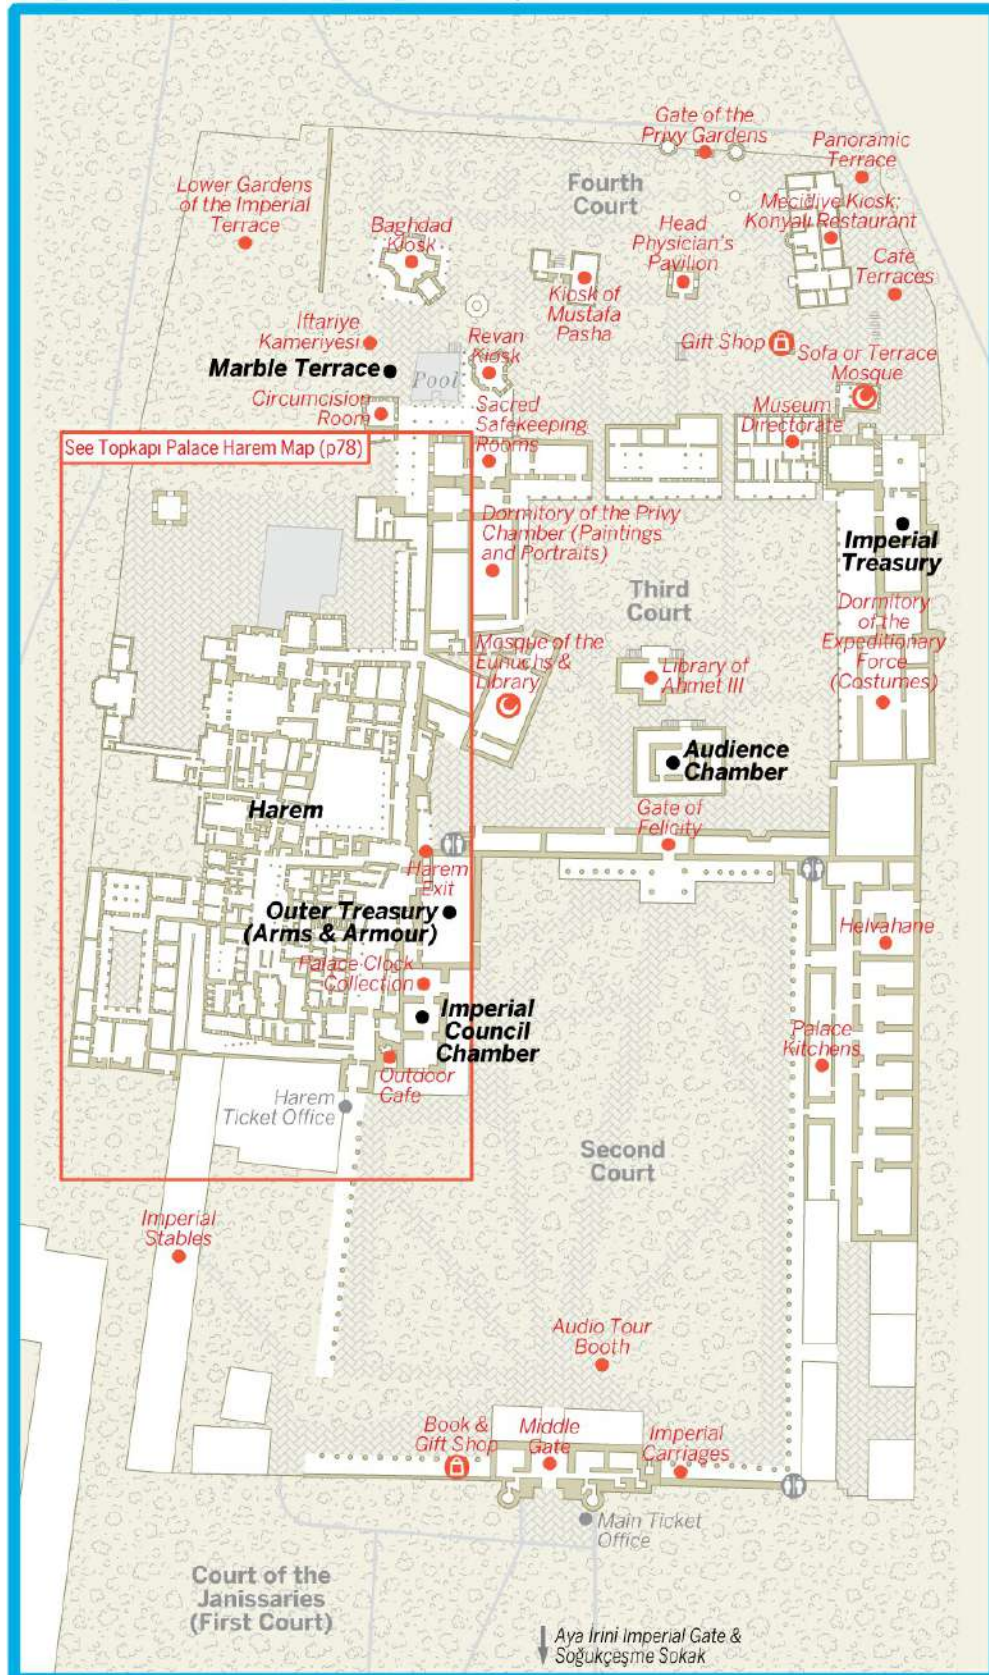 Gate of the
Privy Gardens
Panoramic
Terrace
Fourth
Court
Lower Gardens
of the Imperial
Terrace
Mecidiye Kiosk;
Konyalı Restaurant
Baghdad
Kiosk
Head
Physician's
Pavilion
Cafe
Terraces
Kiosk of
Mustafa
Pasha
Iftariye
Kameriyesi
Revan
Kiosk
Gift Shop
Sofa or Terrace
Mosque
Marble Terrace
Pool
Circumcision
Room
Sacred
Safekeeping
Rooms
Museum
Directorate
See Topkapı Palace Harem Map (p78)
Dormitory of the Privy
Chamber (Paintings
and Portraits)
Imperial
Treasury
Third
Court
Dormitory
of the
Expeditionary
Force
(Costumes)
Mosque of the
Eunuchs &
Library
Library of
Ahmet III
Audience
Chamber
Harem
Gate of
Felicity
Harem
Exit
Outer Treasury
(Arms & Armour)
Helvahane
Palace Clock
Collection
Imperial
Council
Chamber
Palace
Kitchens
Outdoor
Cafe
Harem
Ticket Office
Second
Court
Imperial
Stables
Audio Tour
Booth
Book &
Gift Shop
Middle
Gate
Imperial
Carriages
Main Ticket
Office
Court of the
Janissaries
(First Court)
Aya İrini Imperial Gate &
Soğukçeşme Sokak